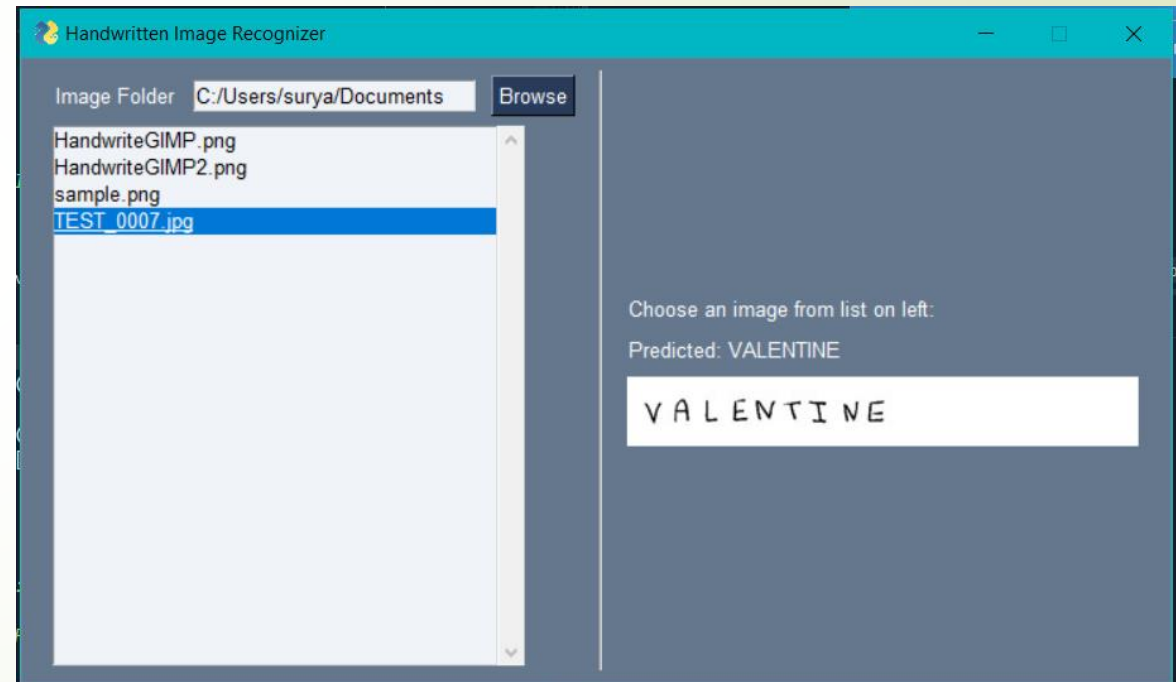 Handwritten Image Recognizer
Image Folder C:/Users/surya/Documents Browse
HandwriteGIMP.png
HandwriteGIMP2.png
sample.png
TEST_0007.jpg
Choose an image from list on left:
Predicted: VALENTINE
VALENTINE